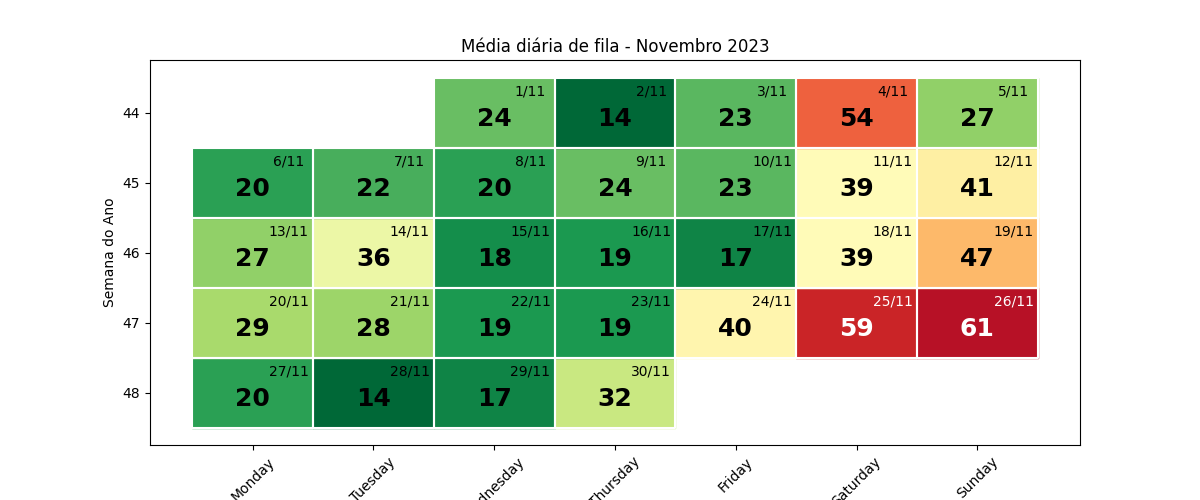 Média diária de fila - Novembro 2023
Semana do Ano
44
1/11 2/11 3/11 4/11 5/11
24 14 23 54 27
45
6/11 7/11 8/11 9/11 10/11 11/11 12/11
20 22 20 24 23 39 41
46
13/11 14/11 15/11 16/11 17/11 18/11 19/11
27 36 18 19 17 39 47
47
20/11 21/11 22/11 23/11 24/11 25/11 26/11
29 28 19 19 40 59 61
48
27/11 28/11 29/11 30/11
20 14 17 32
Monday Tuesday dnesday Thursday Friday Saturday Sunday